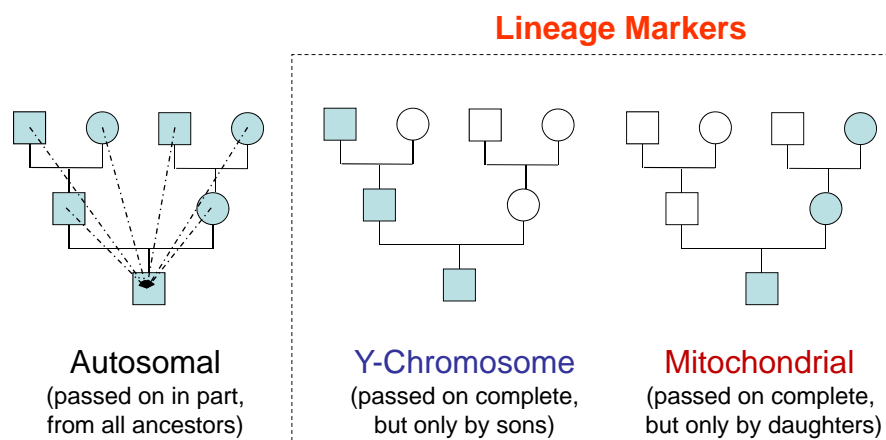 Lineage Markers
Autosomal
(passed on in part,
from all ancestors)
Y-Chromosome
(passed on complete,
but only by sons)
Mitochondrial
(passed on complete,
but only by daughters)